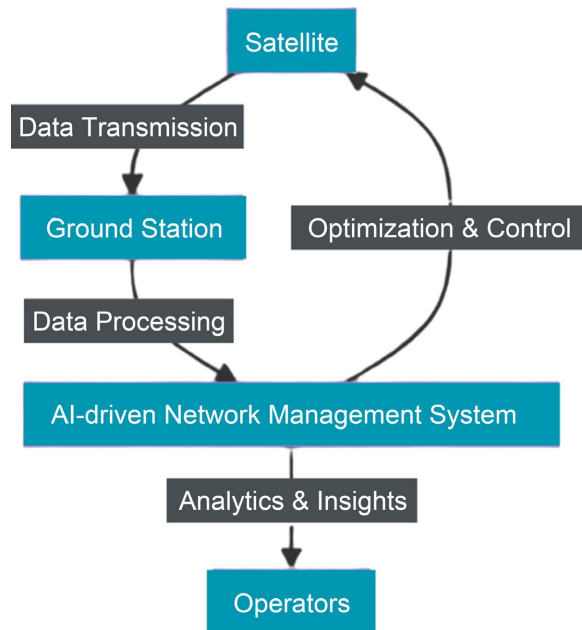 Satellite
Data Transmission
Ground Station
Optimization & Control
Data Processing
AI-driven Network Management System
Analytics & Insights
Operators